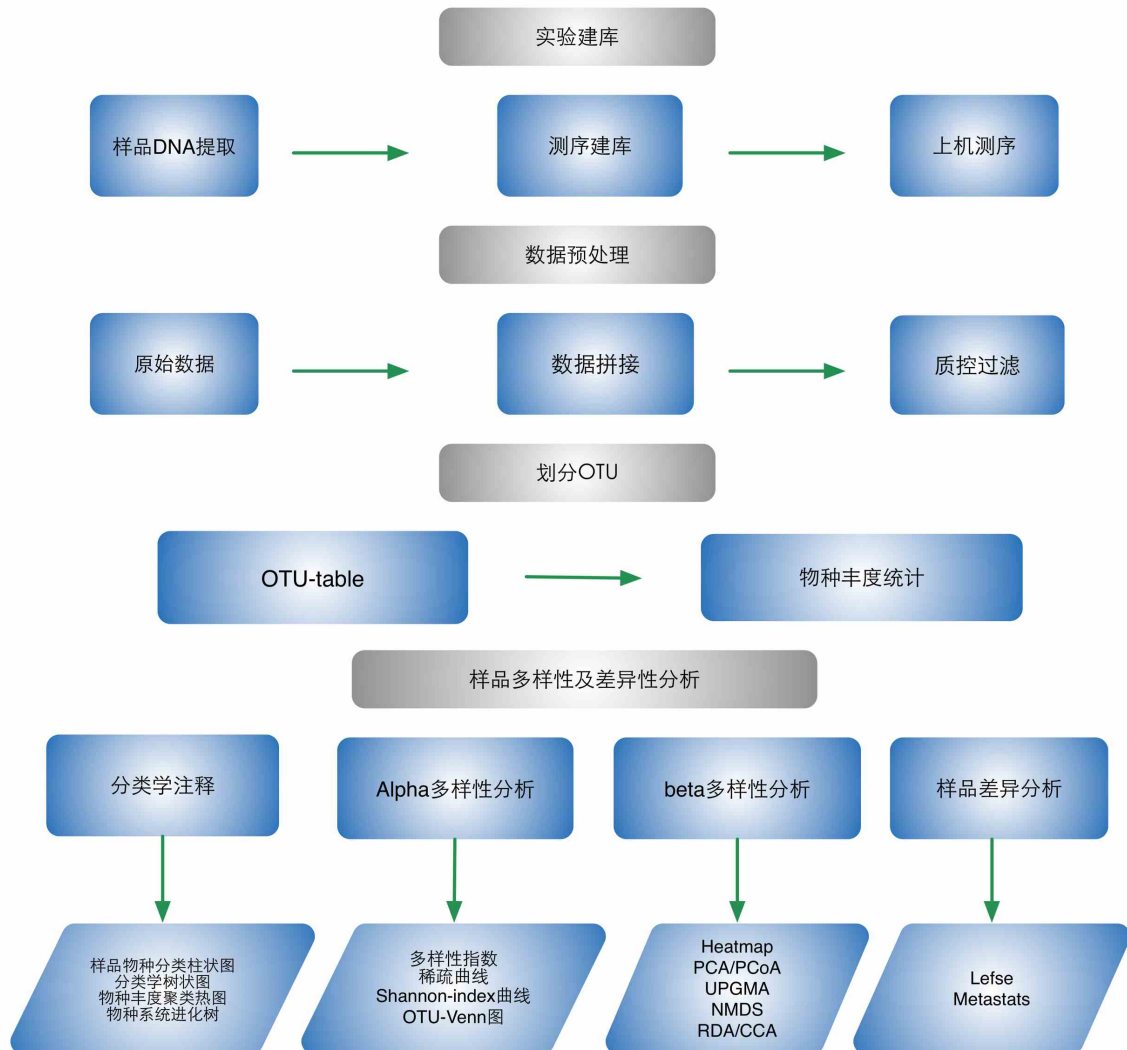 实验建库
样品DNA提取
测序建库
上机测序
数据预处理
原始数据
数据拼接
质控过滤
划分OTU
OTU-table
物种丰度统计
样品多样性及差异性分析
分类学注释
Alpha多样性分析
beta多样性分析
样品差异分析
样品物种分类柱状图
分类学树状图
物种丰度聚类热图
物种系统进化树
多样性指数
稀疏曲线
Shannon-index曲线
OTU-Venn图
Heatmap
PCA/PCoA
UPGMA
NMDS
RDA/CCA
Lefse
Metastats